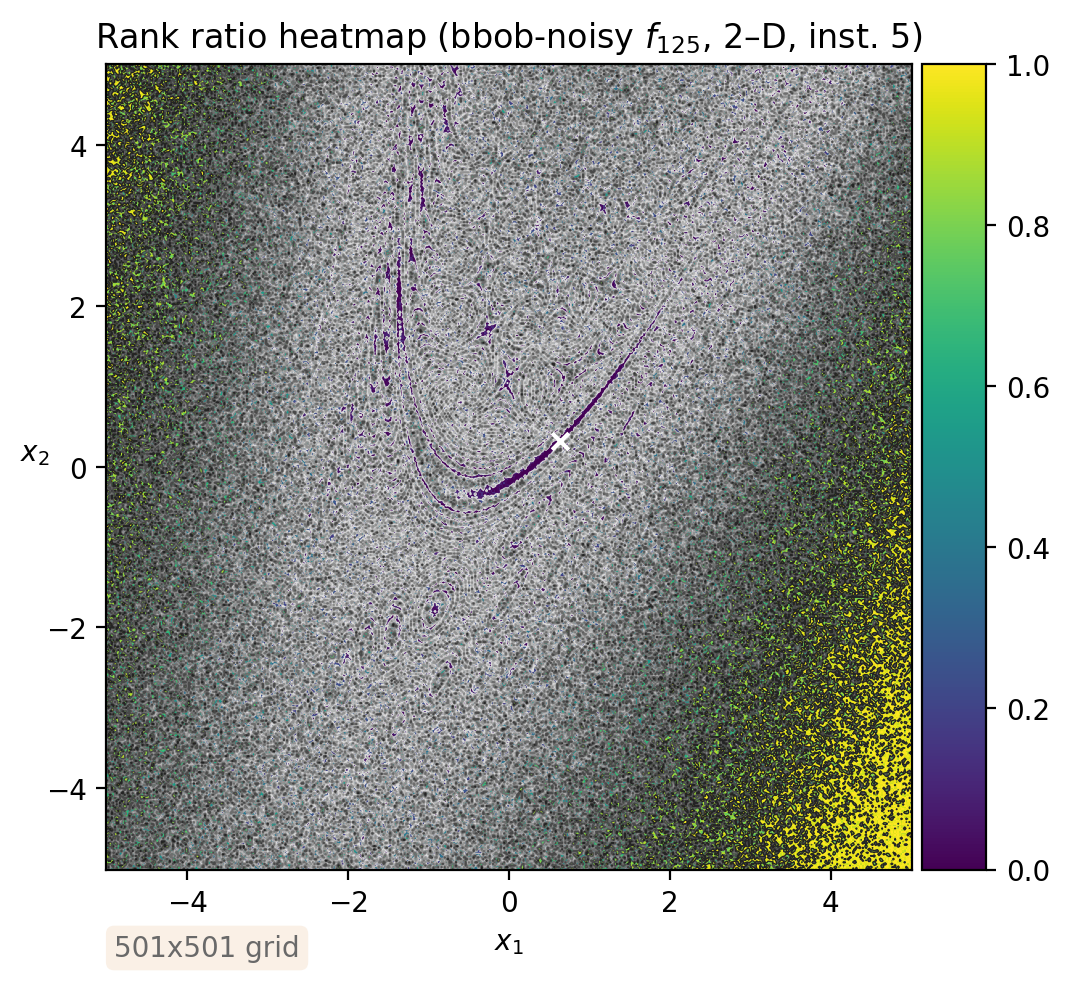 Rank ratio heatmap (bbob-noisy f125, 2–D, inst. 5)
1.0
0.8
0.6
0.4
0.2
0.0
4
2
0
−2
−4
x2
−4 −2 0 2 4
x1
501x501 grid